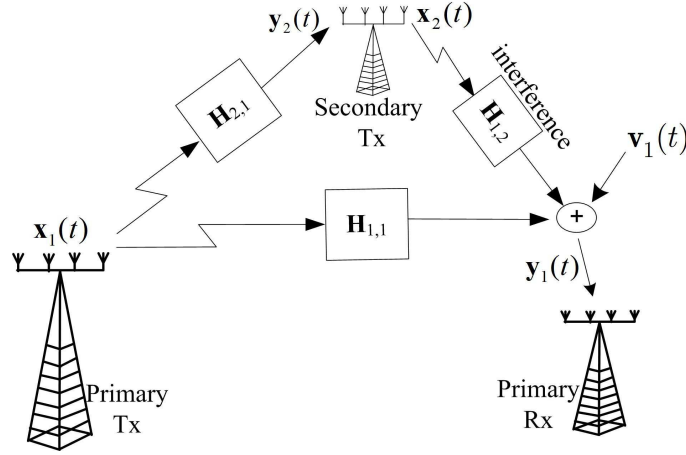 𝐲₂(t)
𝐱₂(t)
𝐇₂,₁
Secondary
Tx
interference
𝐇₁,₂
𝐯₁(t)
𝐱₁(t)
𝐇₁,₁
+
𝐲₁(t)
Primary
Tx
Primary
Rx